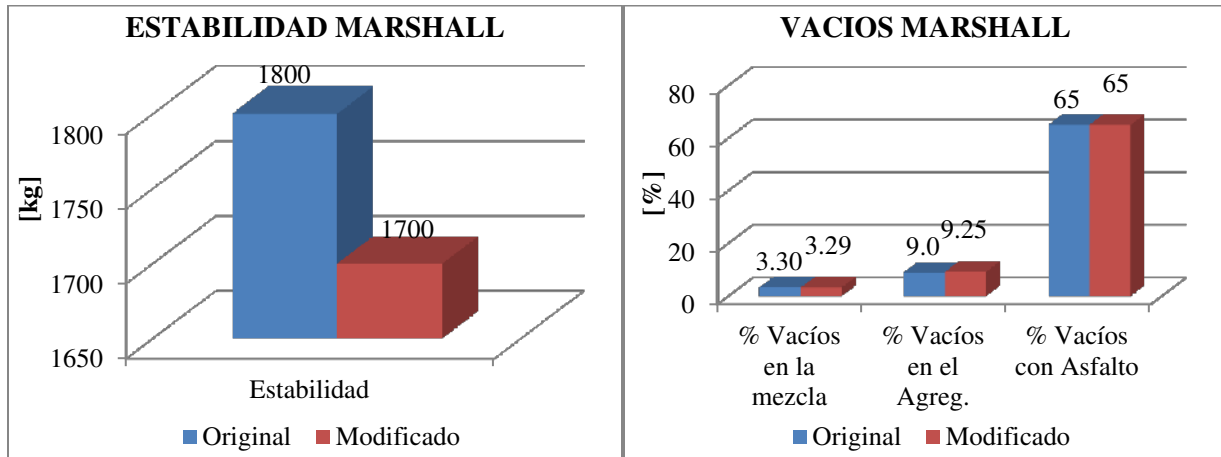 ESTABILIDAD MARSHALL
1800
1700
1800
1750
1700
1650
[kg]
Estabilidad
Original Modificado
VACIOS MARSHALL
80
60
40
20
0
[%]
3.30 3.29
9.0 9.25
65 65
% Vacíos
en la
mezcla
% Vacíos
en el
Agreg.
% Vacíos
con Asfalto
Original Modificado